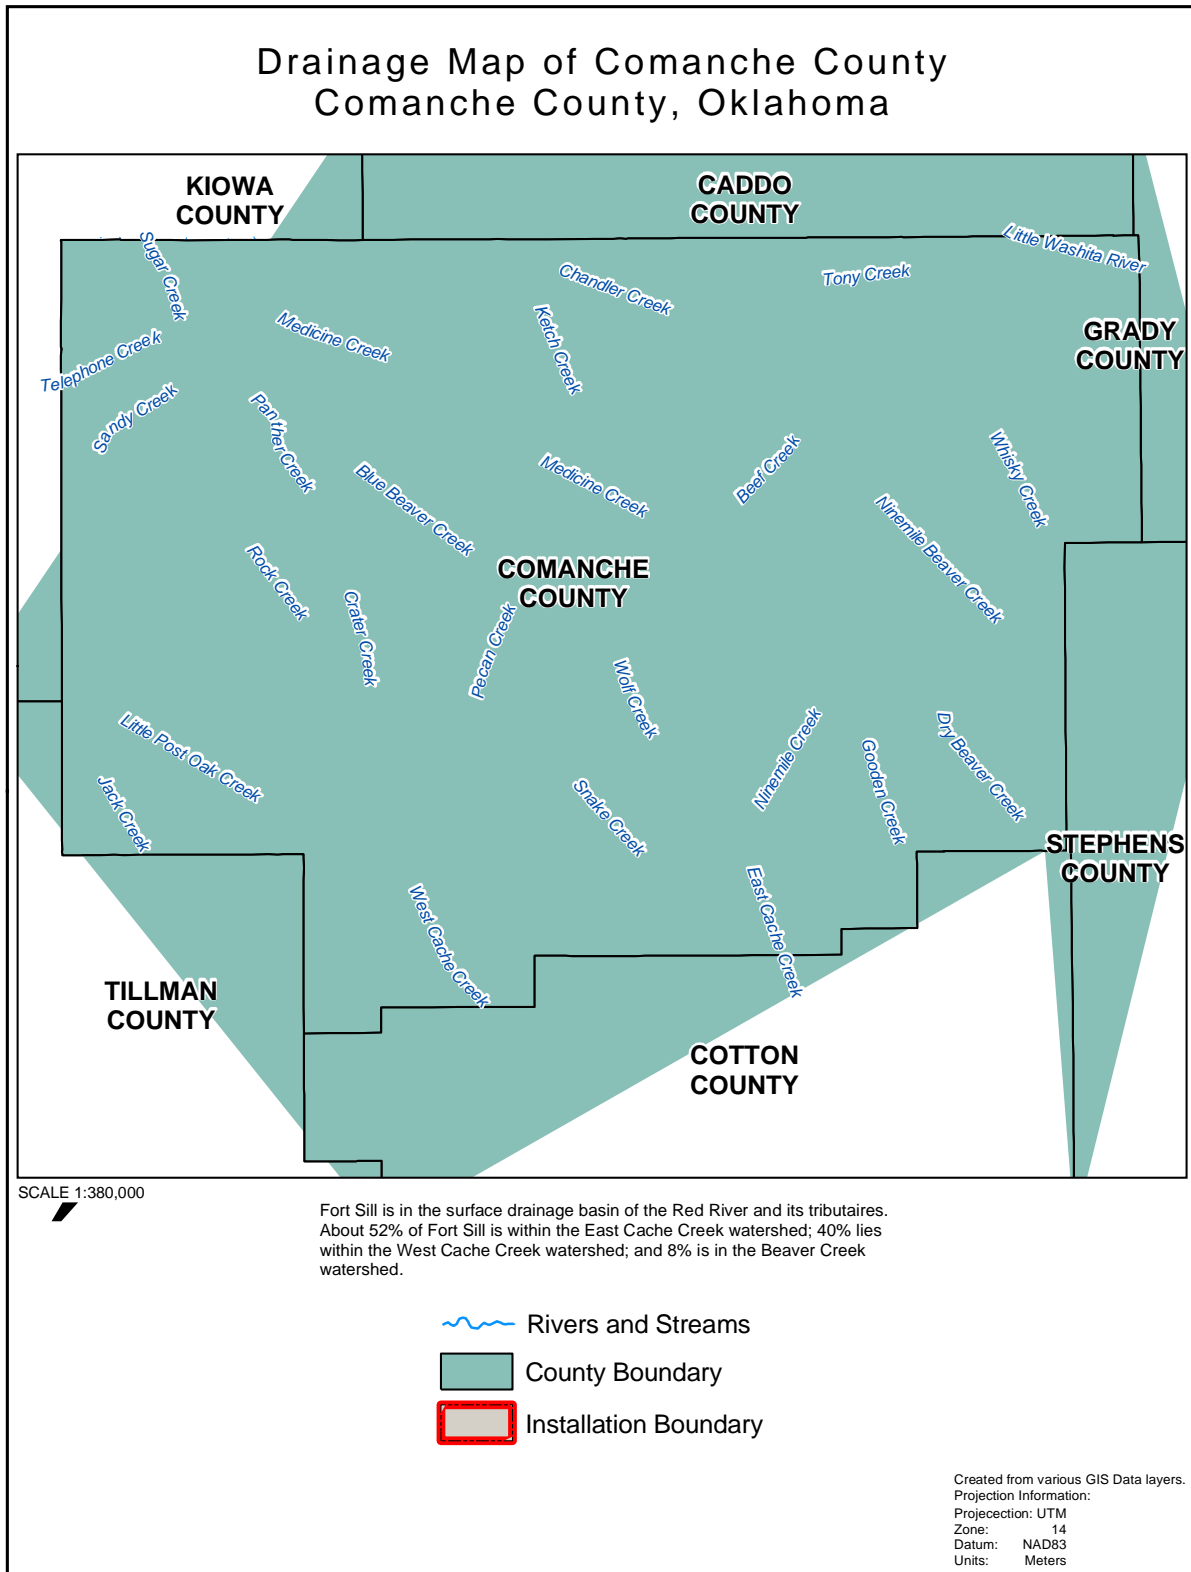 Drainage Map of Comanche County
Comanche County, Oklahoma
KIOWA
COUNTY
CADDO
COUNTY
Little Washita River
Sugar Creek
Chandler Creek
Tony Creek
Medicine Creek
Ketch Creek
GRADY
COUNTY
Telephone Creek
Sandy Creek
Panther Creek
Blue Beaver Creek
Medicine Creek
Beef Creek
Whisky Creek
Ninemile Beaver Creek
Rock Creek
COMANCHE
COUNTY
Crater Creek
Pecan Creek
Wolf Creek
Little Post Oak Creek
Ninemile Creek
Gooden Creek
Dry Beaver Creek
Jack Creek
Snake Creek
STEPHENS
COUNTY
West Cache Creek
East Cache Creek
TILLMAN
COUNTY
COTTON
COUNTY
SCALE 1:380,000
Fort Sill is in the surface drainage basin of the Red River and its tributaires.
About 52% of Fort Sill is within the East Cache Creek watershed; 40% lies
within the West Cache Creek watershed; and 8% is in the Beaver Creek
watershed.
Rivers and Streams
County Boundary
Installation Boundary
Created from various GIS Data layers.
Projection Information:
Projecection: UTM
Zone: 14
Datum: NAD83
Units: Meters